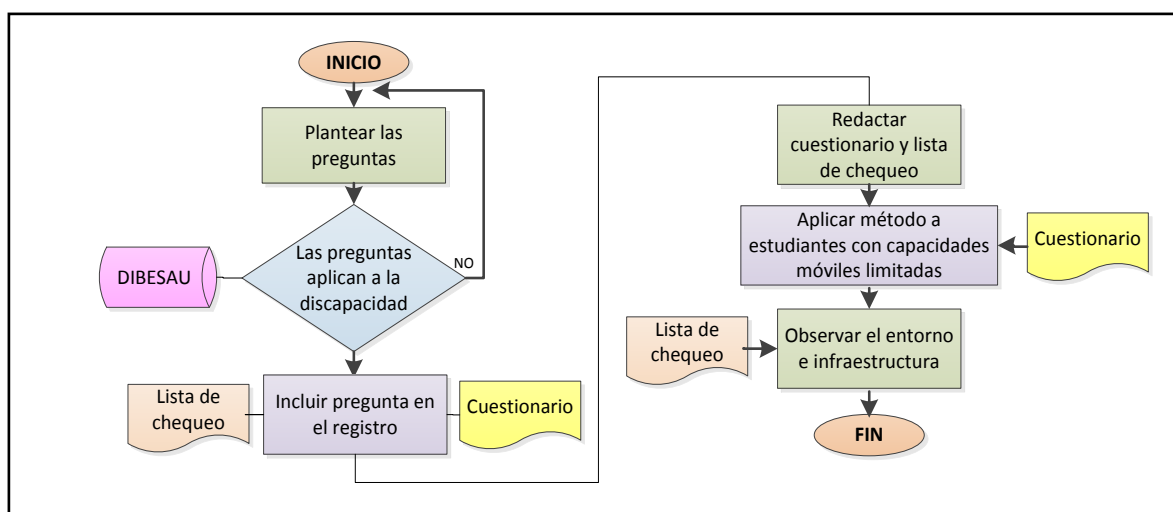 INICIO
Plantear las
preguntas
Las preguntas
aplican a la
discapacidad
NO
DIBESAU
Lista de
chequeo
Incluir pregunta en
el registro
Cuestionario
Redactar
cuestionario y lista
de chequeo
Aplicar método a
estudiantes con capacidades
móviles limitadas
Cuestionario
Lista de
chequeo
Observar el entorno
e infraestructura
FIN